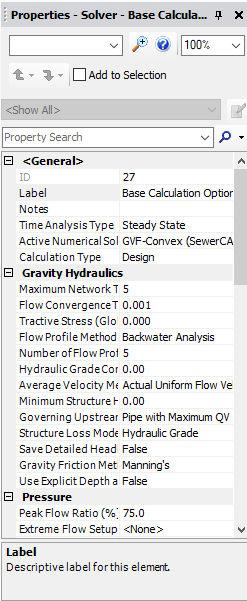 Properties - Solver - Base Calcula...
100%
Add to Selection
<Show All>
Property Search
<General>
ID 27
Label Base Calculation Option
Notes
Time Analysis Type Steady State
Active Numerical Sol GVF-Convex (SewerCA
Calculation Type Design
Gravity Hydraulics
Maximum Network T 5
Flow Convergence T 0.001
Tractive Stress (Glo 0.000
Flow Profile Method Backwater Analysis
Number of Flow Prof 5
Hydraulic Grade Con 0.00
Average Velocity Me Actual Uniform Flow Vel
Minimum Structure H 0.00
Governing Upstream Pipe with Maximum QV
Structure Loss Mode Hydraulic Grade
Save Detailed Head False
Gravity Friction Met Manning's
Use Explicit Depth a False
Pressure
Peak Flow Ratio (%) 75.0
Extreme Flow Setup <None>
Label
Descriptive label for this element.